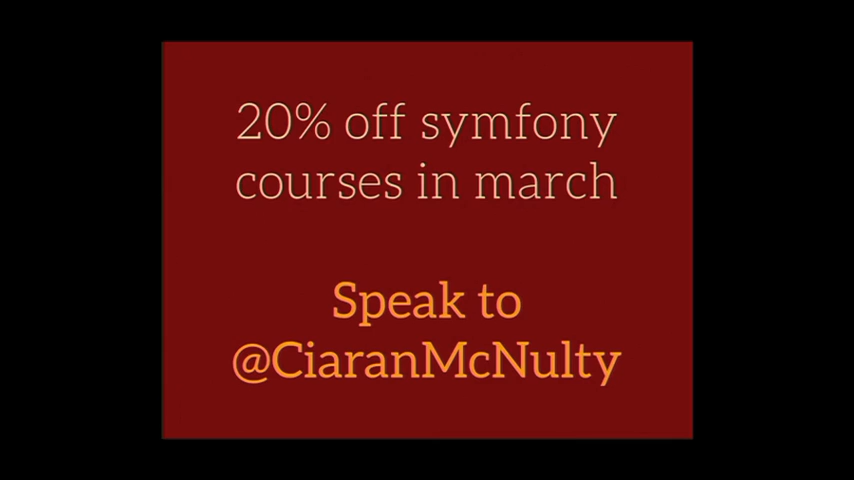 20% off symfony
courses in march
Speak to
@CiaranMcNulty